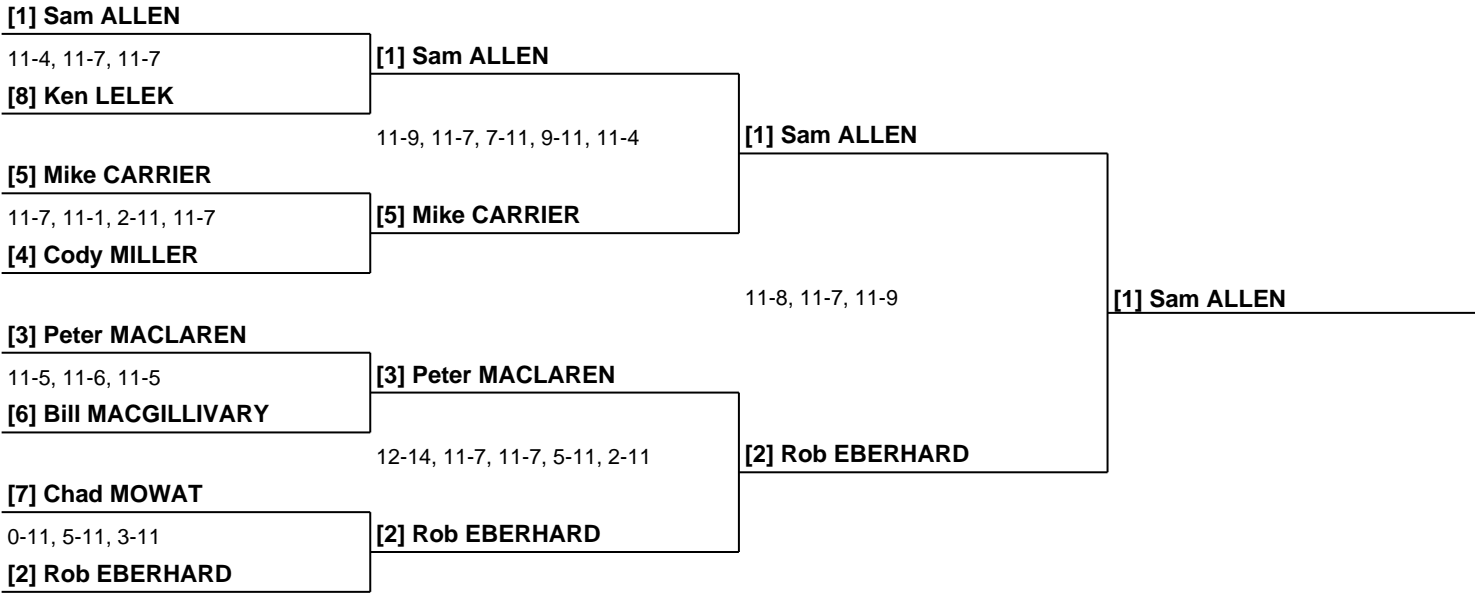 [1] Sam ALLEN
11-4, 11-7, 11-7
[1] Sam ALLEN
[8] Ken LELEK
11-9, 11-7, 7-11, 9-11, 11-4
[1] Sam ALLEN
[5] Mike CARRIER
11-7, 11-1, 2-11, 11-7
[5] Mike CARRIER
[4] Cody MILLER
11-8, 11-7, 11-9
[1] Sam ALLEN
[3] Peter MACLAREN
11-5, 11-6, 11-5
[3] Peter MACLAREN
[6] Bill MACGILLIVARY
12-14, 11-7, 11-7, 5-11, 2-11
[2] Rob EBERHARD
[7] Chad MOWAT
0-11, 5-11, 3-11
[2] Rob EBERHARD
[2] Rob EBERHARD